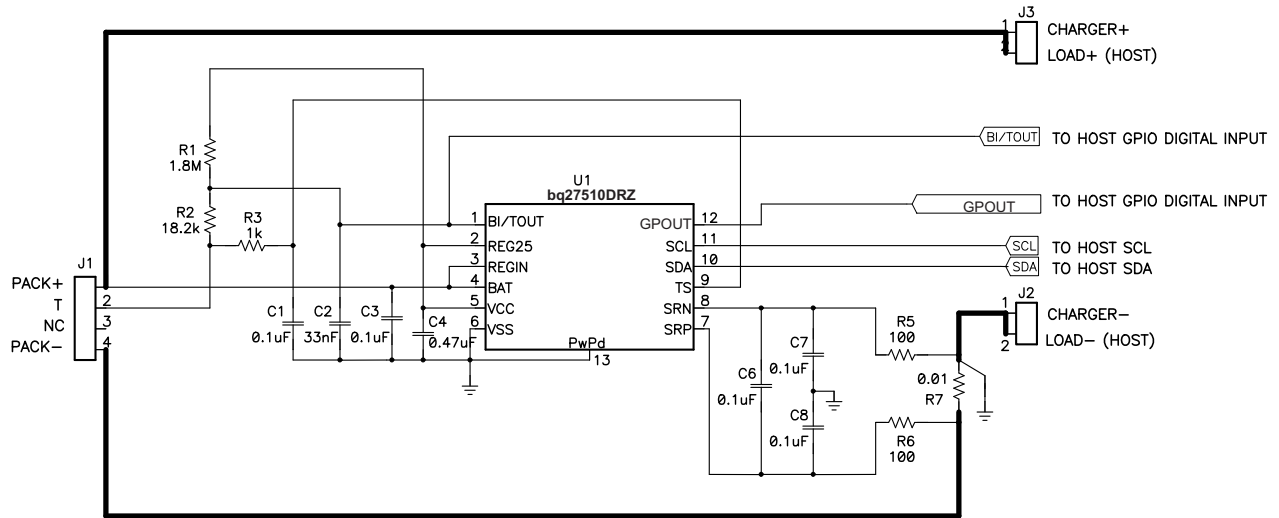 J3
1
CHARGER+
2
LOAD+ (HOST)
BI/TOUT
TO HOST GPIO DIGITAL INPUT
R1
1.8M
U1
bq27510DRZ
R2
18.2k
R3
1k
1
BI/TOUT
GPOUT
12
GPOUT
TO HOST GPIO DIGITAL INPUT
2
REG25
SCL
11
SCL
TO HOST SCL
3
REGIN
SDA
10
SDA
TO HOST SDA
4
BAT
TS
9
5
VCC
SRN
8
6
VSS
SRP
7
PwPd
13
J1
PACK+
T
2
NC
3
PACK-
4
C1
0.1uF
C2
33nF
C3
0.1uF
C4
0.47uF
J2
1
CHARGER-
2
LOAD- (HOST)
R5
100
C7
0.1uF
C6
0.1uF
C8
0.1uF
0.01
R7
R6
100